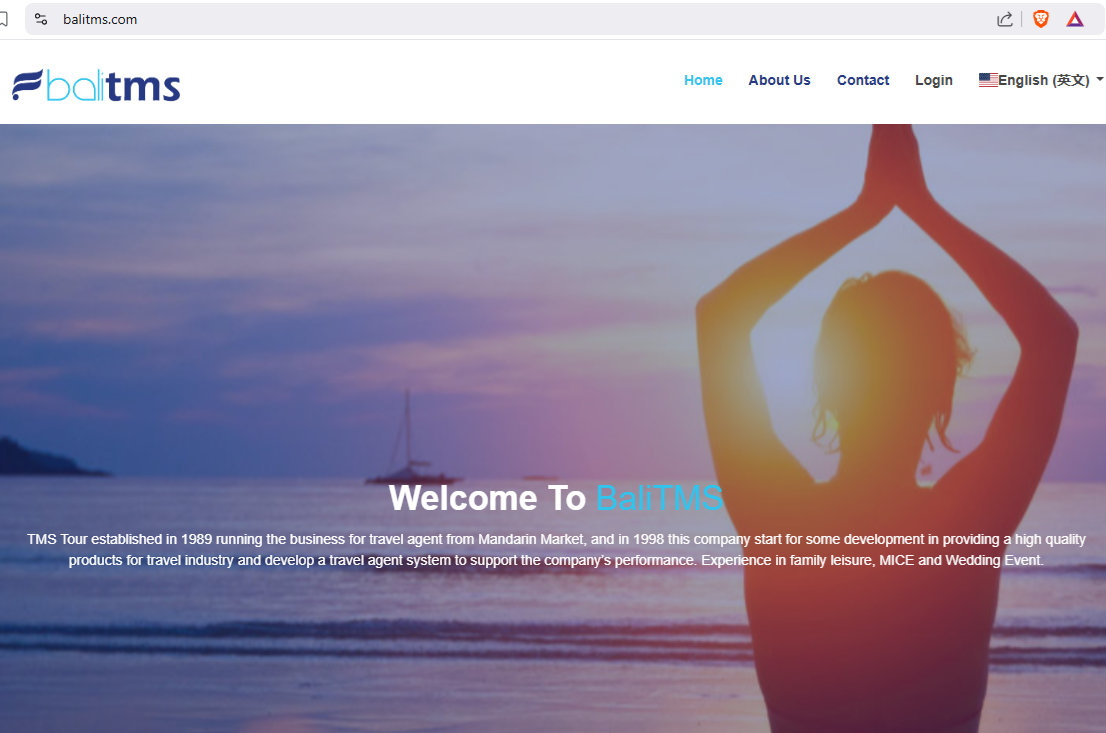 balitms.com
balitms
Home About Us Contact Login English (英文)
Welcome To BaliTMS
TMS Tour established in 1989 running the business for travel agent from Mandarin Market, and in 1998 this company start for some development in providing a high quality
products for travel industry and develop a travel agent system to support the company's performance. Experience in family leisure, MICE and Wedding Event.